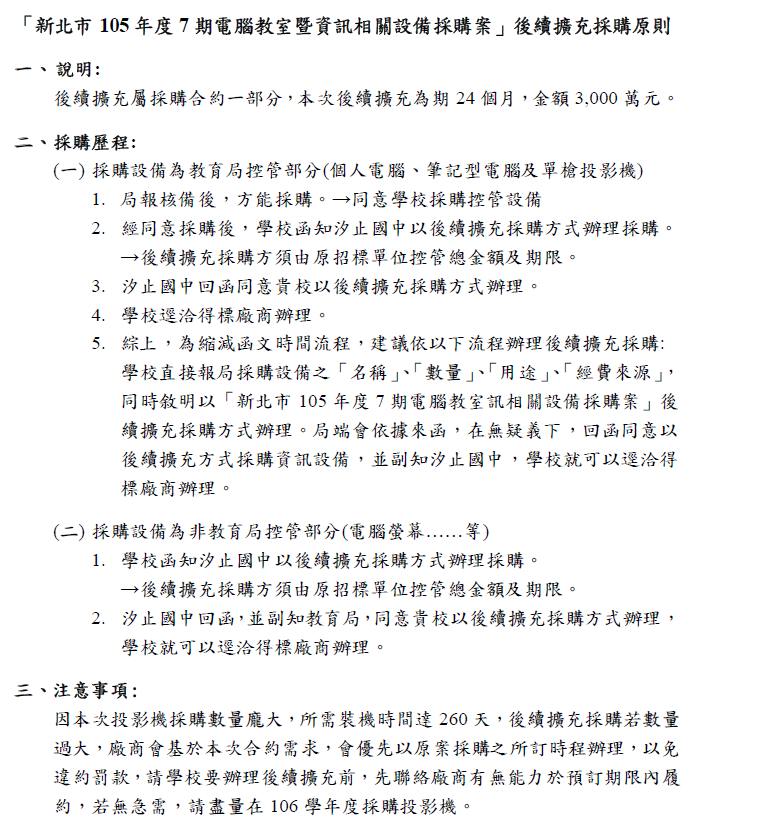 「新北市 105 年度 7 期電腦教室暨資訊相關設備採購案」後續擴充採購原則
一、說明:
後續擴充屬採購合約一部分，本次後續擴充為期 24 個月，金額 3,000 萬元。
二、採購歷程:
(一) 採購設備為教育局控管部分(個人電腦、筆記型電腦及單槍投影機)
1. 局報核備後，方能採購。→同意學校採購控管設備
2. 經同意採購後，學校函知汐止國中以後續擴充採購方式辦理採購。
→後續擴充採購方須由原招標單位控管總金額及期限。
3. 汐止國中回函同意貴校以後續擴充採購方式辦理。
4. 學校逕洽得標廠商辦理。
5. 綜上，為縮減函文時間流程，建議依以下流程辦理後續擴充採購:
學校直接報局採購設備之「名稱」、「數量」、「用途」、「經費來源」，
同時敘明以「新北市 105 年度 7 期電腦教室訊相關設備採購案」後
續擴充採購方式辦理。局端會依據來函，在無疑義下，回函同意以
後續擴充方式採購資訊設備，並副知汐止國中，學校就可以逕洽得
標廠商辦理。
(二) 採購設備為非教育局控管部分(電腦螢幕……等)
1. 學校函知汐止國中以後續擴充採購方式辦理採購。
→後續擴充採購方須由原招標單位控管總金額及期限。
2. 汐止國中回函，並副知教育局，同意貴校以後續擴充採購方式辦理，
學校就可以逕洽得標廠商辦理。
三、注意事項:
因本次投影機採購數量龐大，所需裝機時間達 260 天，後續擴充採購若數量
過大，廠商會基於本次合約需求，會優先以原案採購之所訂時程辦理，以免
違約罰款，請學校要辦理後續擴充前，先聯絡廠商有無能力於預訂期限內履
約，若無急需，請盡量在 106 學年度採購投影機。